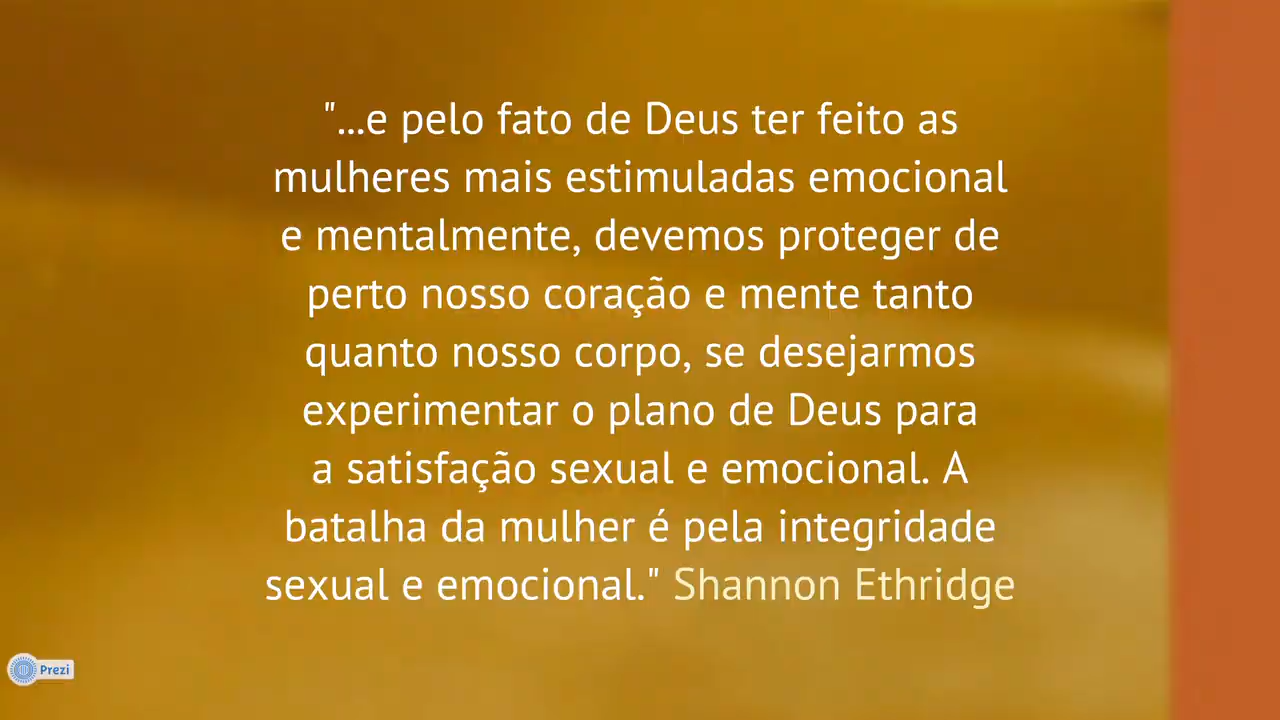 "...e pelo fato de Deus ter feito as
mulheres mais estimuladas emocional
e mentalmente, devemos proteger de
perto nosso coração e mente tanto
quanto nosso corpo, se desejarmos
experimentar o plano de Deus para
a satisfação sexual e emocional. A
batalha da mulher é pela integridade
sexual e emocional." Shannon Ethridge
Prezi